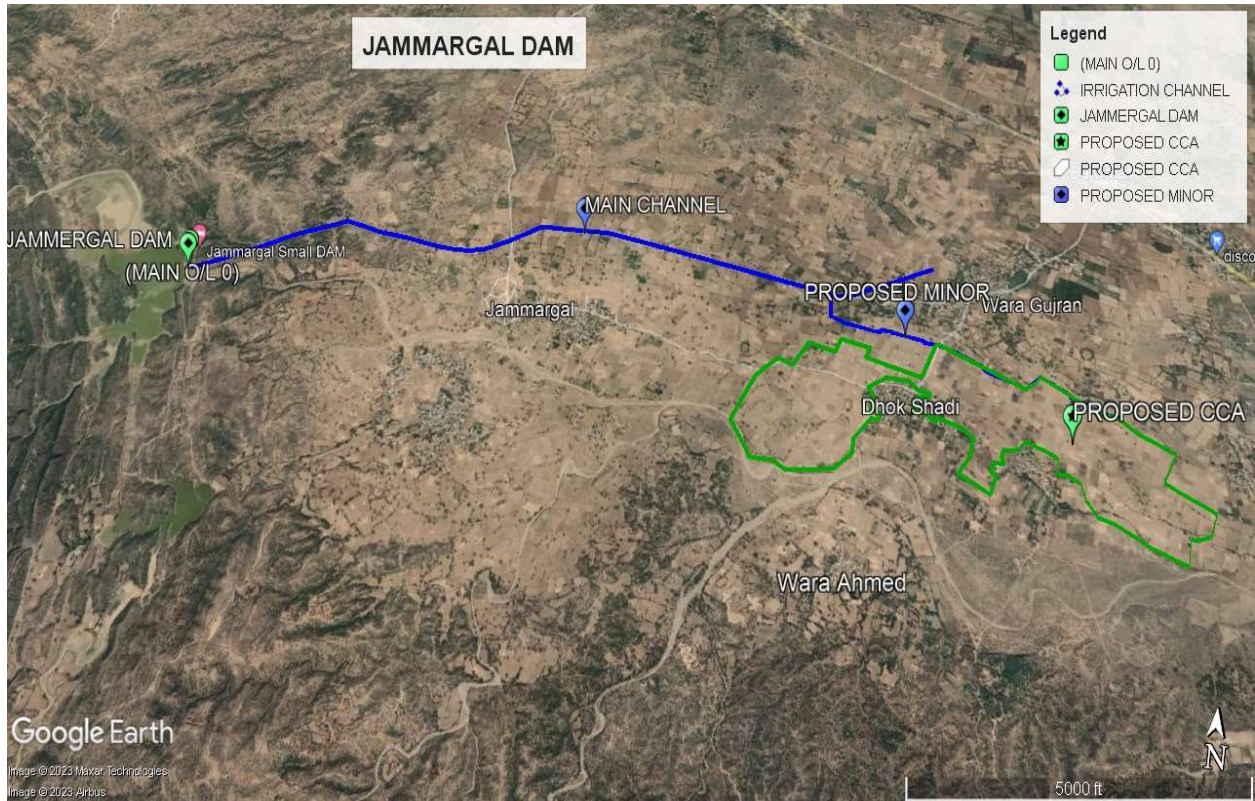 JAMMARGAL DAM
Legend
(MAIN O/L 0)
IRRIGATION CHANNEL
JAMMERGAL DAM
PROPOSED CCA
PROPOSED CCA
PROPOSED MINOR
MAIN CHANNEL
JAMMERGAL DAM
Jammargal Small DAM
(MAIN O/L 0)
disco
PROPOSED MINOR
Wara Gujran
Jammargal
Dhok Shadi
PROPOSED CCA
Wara Ahmed
Google Earth
Image © 2023 Maxar Technologies
Image © 2023 Airbus
N
5000 ft